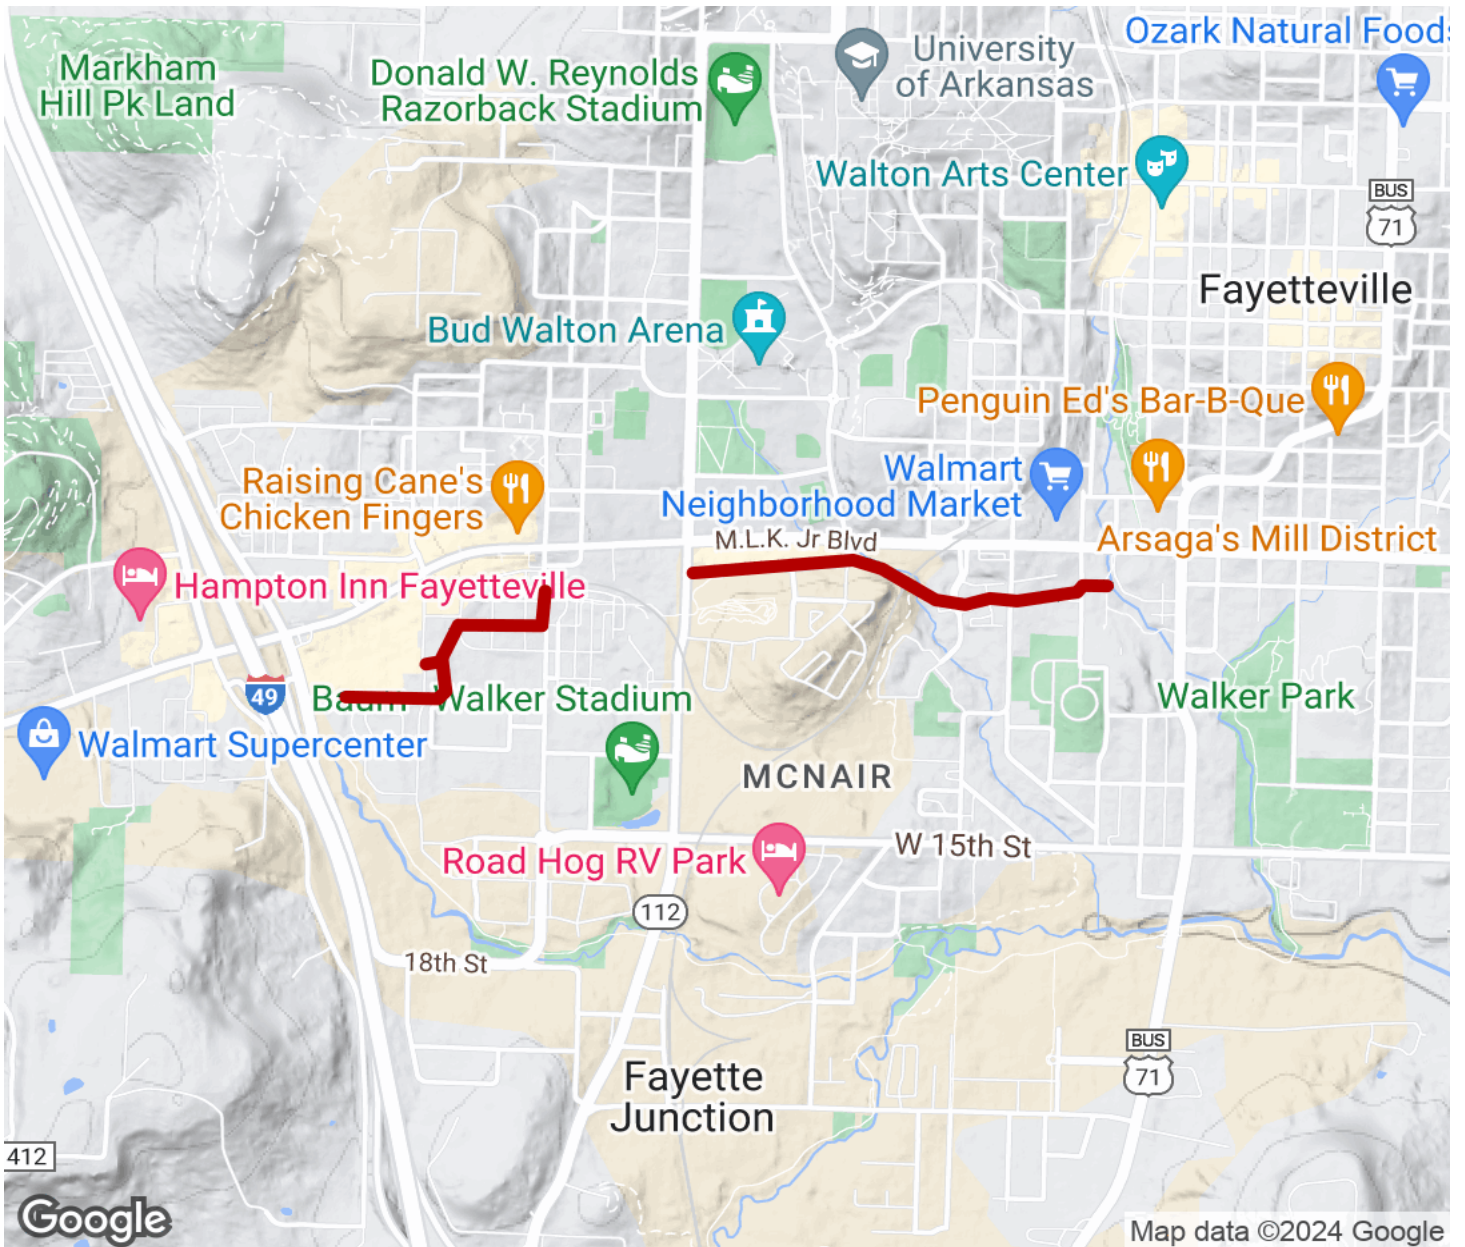 Ozark Natural Foods
University
of Arkansas
Markham
Hill Pk Land
Donald W. Reynolds
Razorback Stadium
Walton Arts Center
BUS
71
Fayetteville
Bud Walton Arena
Penguin Ed's Bar-B-Que
Raising Cane's
Chicken Fingers
Walmart
Neighborhood Market
M.L.K. Jr Blvd
Arsaga's Mill District
Hampton Inn Fayetteville
49
Baum-Walker Stadium
Walker Park
Walmart Supercenter
MCNAIR
W 15th St
Road Hog RV Park
112
18th St
BUS
71
Fayette
Junction
412
Google
Map data ©2024 Google